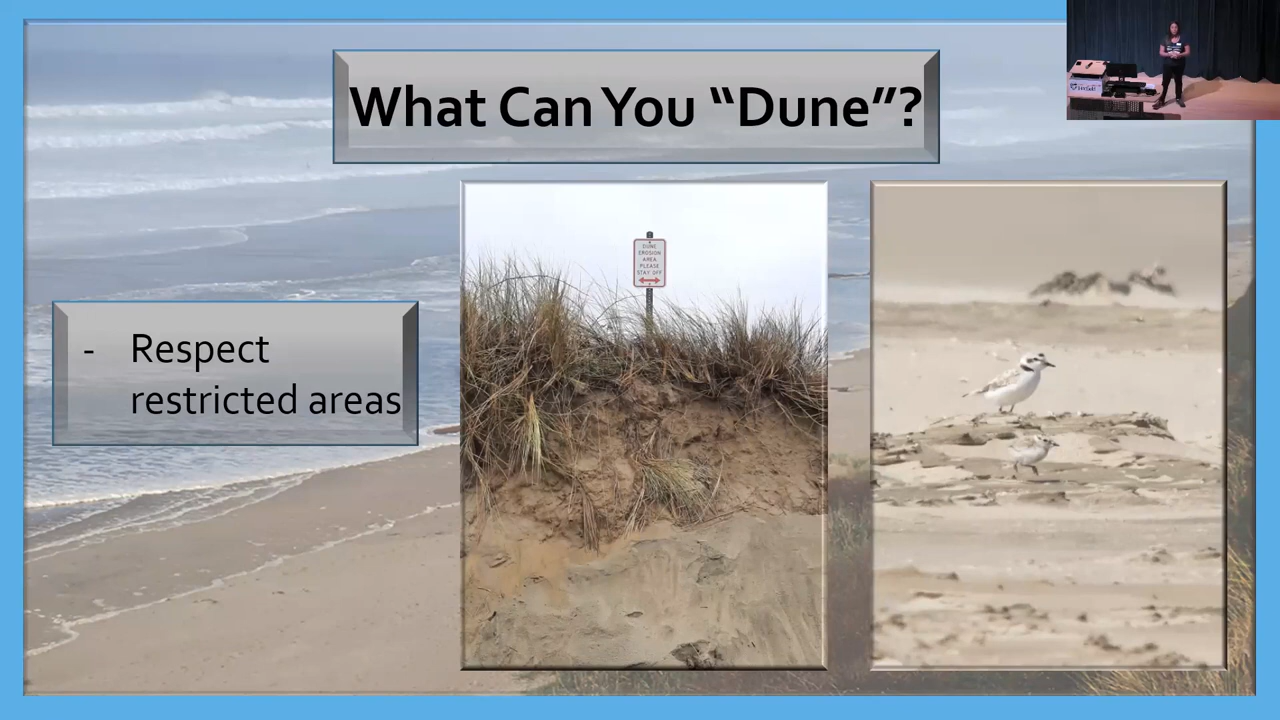 What Can You “Dune”?
- Respect
restricted areas
DUNE
EROSION
AREA
PLEASE
STAY OFF